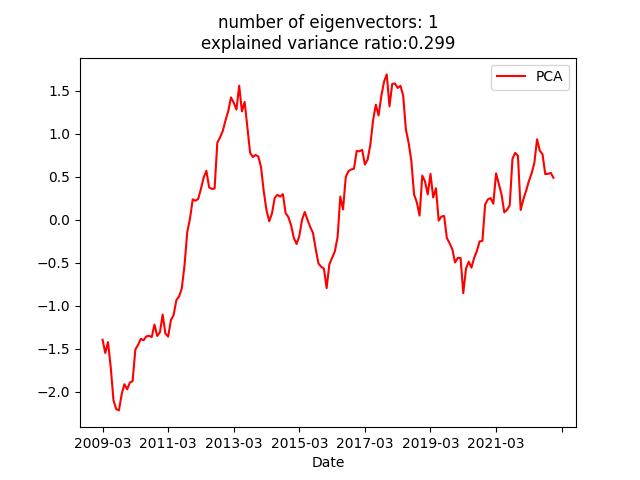 number of eigenvectors: 1
explained variance ratio:0.299
PCA
1.5
1.0
0.5
0.0
−0.5
−1.0
−1.5
−2.0
2009-03 2011-03 2013-03 2015-03 2017-03 2019-03 2021-03
Date